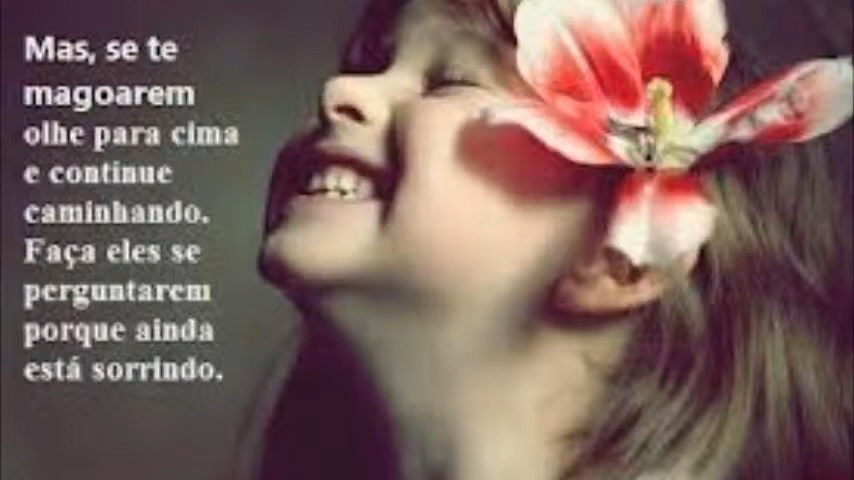 Mas, se te
magoarem
olhe para cima
e continue
caminhando.
Faça eles se
perguntarem
porque ainda
está sorrindo.